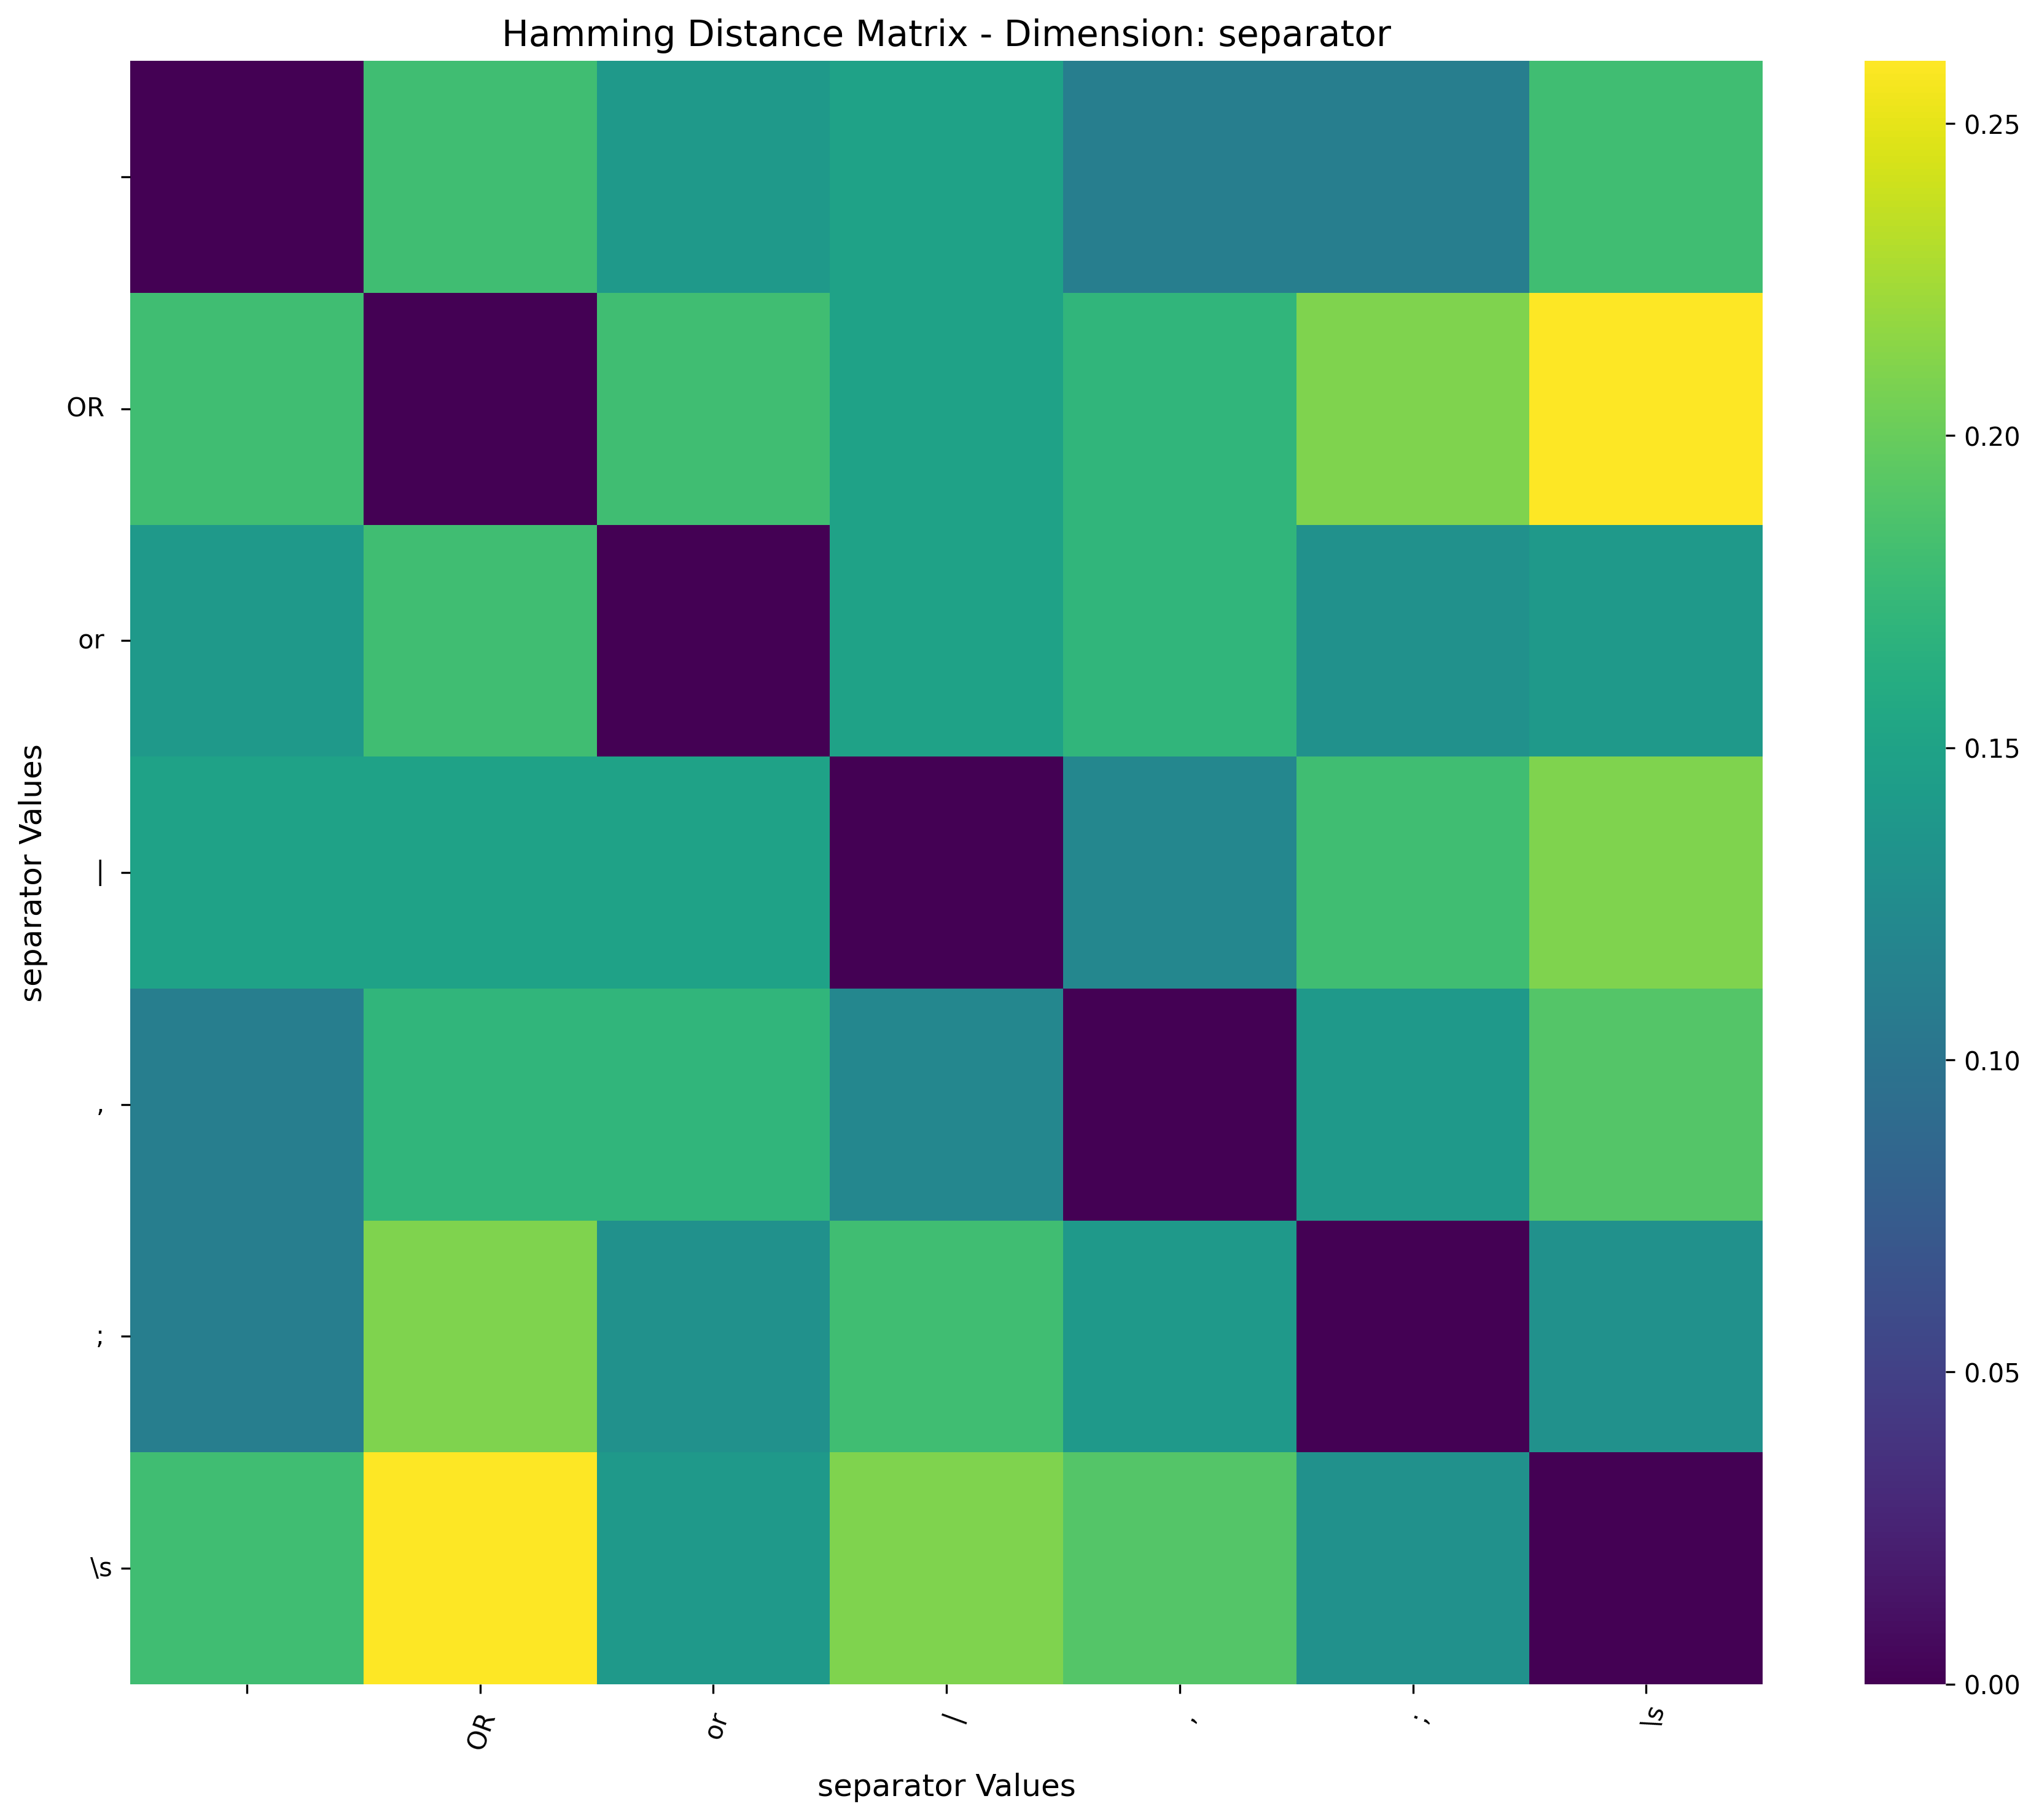 Hamming Distance Matrix - Dimension: separator
separator Values
OR
or
|
,
;
\s
OR
or
|
,
;
\s
separator Values
0.25
0.20
0.15
0.10
0.05
0.00